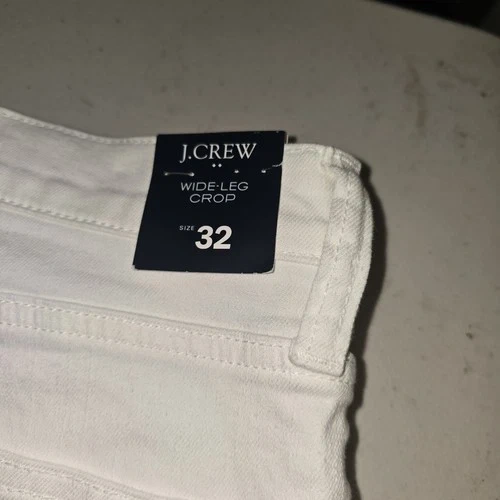 J.CREW
WIDE-LEG
CROP
SIZE 32